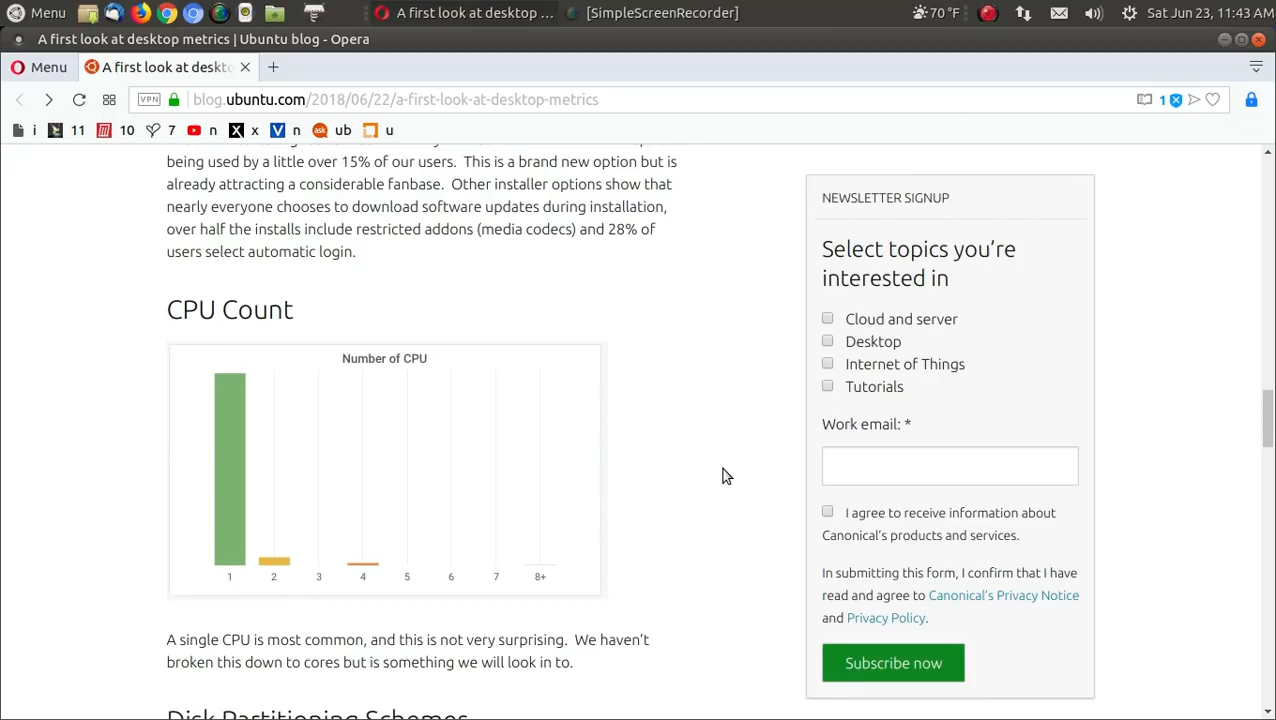 Menu
A first look at desktop ...
[SimpleScreenRecorder]
70 °F
Sat Jun 23, 11:43 AM
A first look at desktop metrics | Ubuntu blog - Opera
Menu
A first look at deskto
VPN
blog.ubuntu.com/2018/06/22/a-first-look-at-desktop-metrics
1
i 11 10 7 n x n ub u
being used by a little over 15% of our users. This is a brand new option but is
already attracting a considerable fanbase. Other installer options show that
nearly everyone chooses to download software updates during installation,
over half the installs include restricted addons (media codecs) and 28% of
users select automatic login.
CPU Count
Number of CPU
1 2 3 4 5 6 7 8+
A single CPU is most common, and this is not very surprising. We haven't
broken this down to cores but is something we will look in to.
Disk Partitioning Schemes
NEWSLETTER SIGNUP
Select topics you're
interested in
Cloud and server
Desktop
Internet of Things
Tutorials
Work email: *
I agree to receive information about
Canonical's products and services.
In submitting this form, I confirm that I have
read and agree to Canonical's Privacy Notice
and Privacy Policy.
Subscribe now